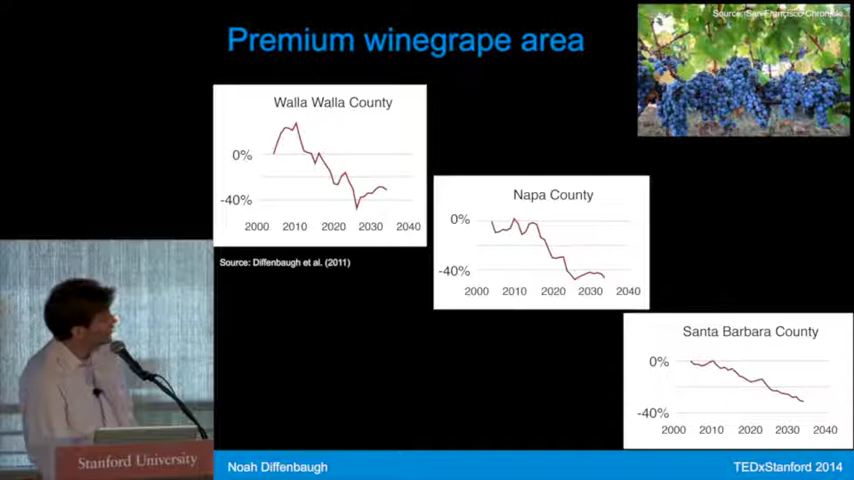 Premium winegrape area
Source: San Francisco Chronicle
Walla Walla County
0%
-40%
2000 2010 2020 2030 2040
Source: Diffenbaugh et al. (2011)
Napa County
0%
-40%
2000 2010 2020 2030 2040
Santa Barbara County
0%
-40%
2000 2010 2020 2030 2040
Stanford University
Noah Diffenbaugh
TEDxStanford 2014